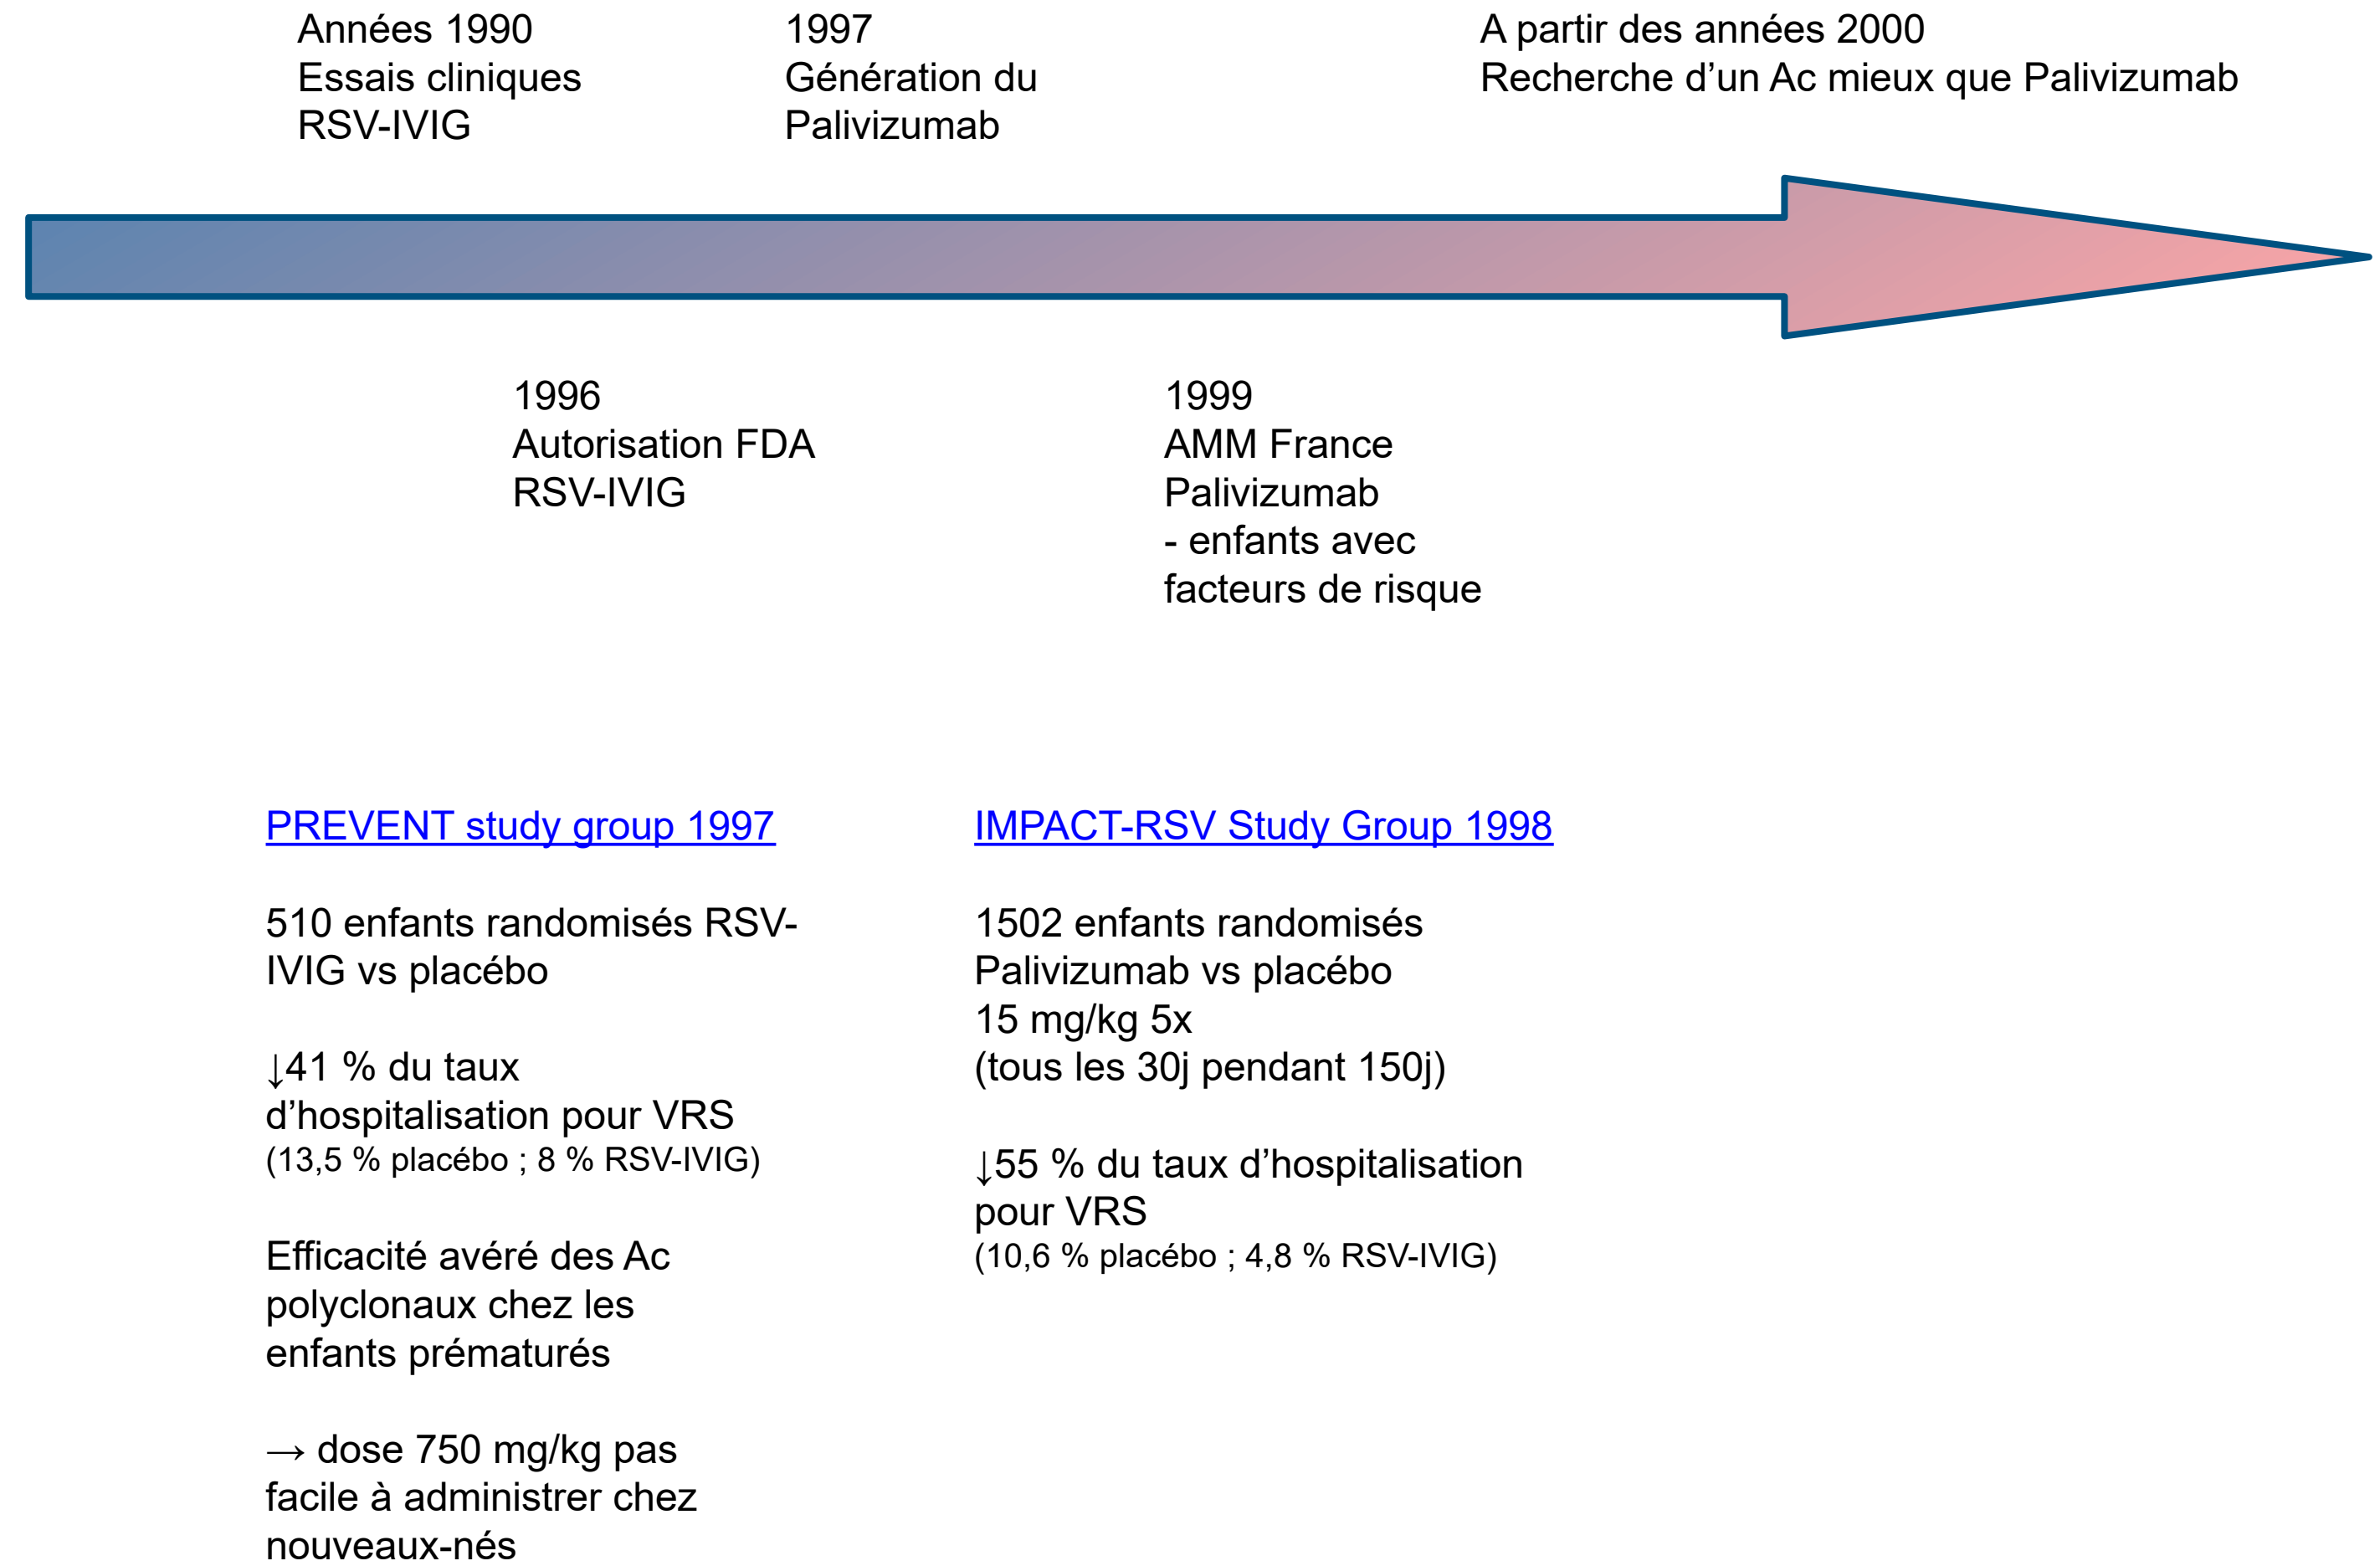 Années 1990
Essais cliniques
RSV-IVIG
1997
Génération du
Palivizumab
A partir des années 2000
Recherche d’un Ac mieux que Palivizumab
1996
Autorisation FDA
RSV-IVIG
1999
AMM France
Palivizumab
- enfants avec
facteurs de risque
PREVENT study group 1997
510 enfants randomisés RSV-
IVIG vs placébo
↓41 % du taux
d’hospitalisation pour VRS
(13,5 % placébo ; 8 % RSV-IVIG)
Efficacité avéré des Ac
polyclonaux chez les
enfants prématurés
→ dose 750 mg/kg pas
facile à administrer chez
nouveaux-nés
IMPACT-RSV Study Group 1998
1502 enfants randomisés
Palivizumab vs placébo
15 mg/kg 5x
(tous les 30j pendant 150j)
↓55 % du taux d’hospitalisation
pour VRS
(10,6 % placébo ; 4,8 % RSV-IVIG)